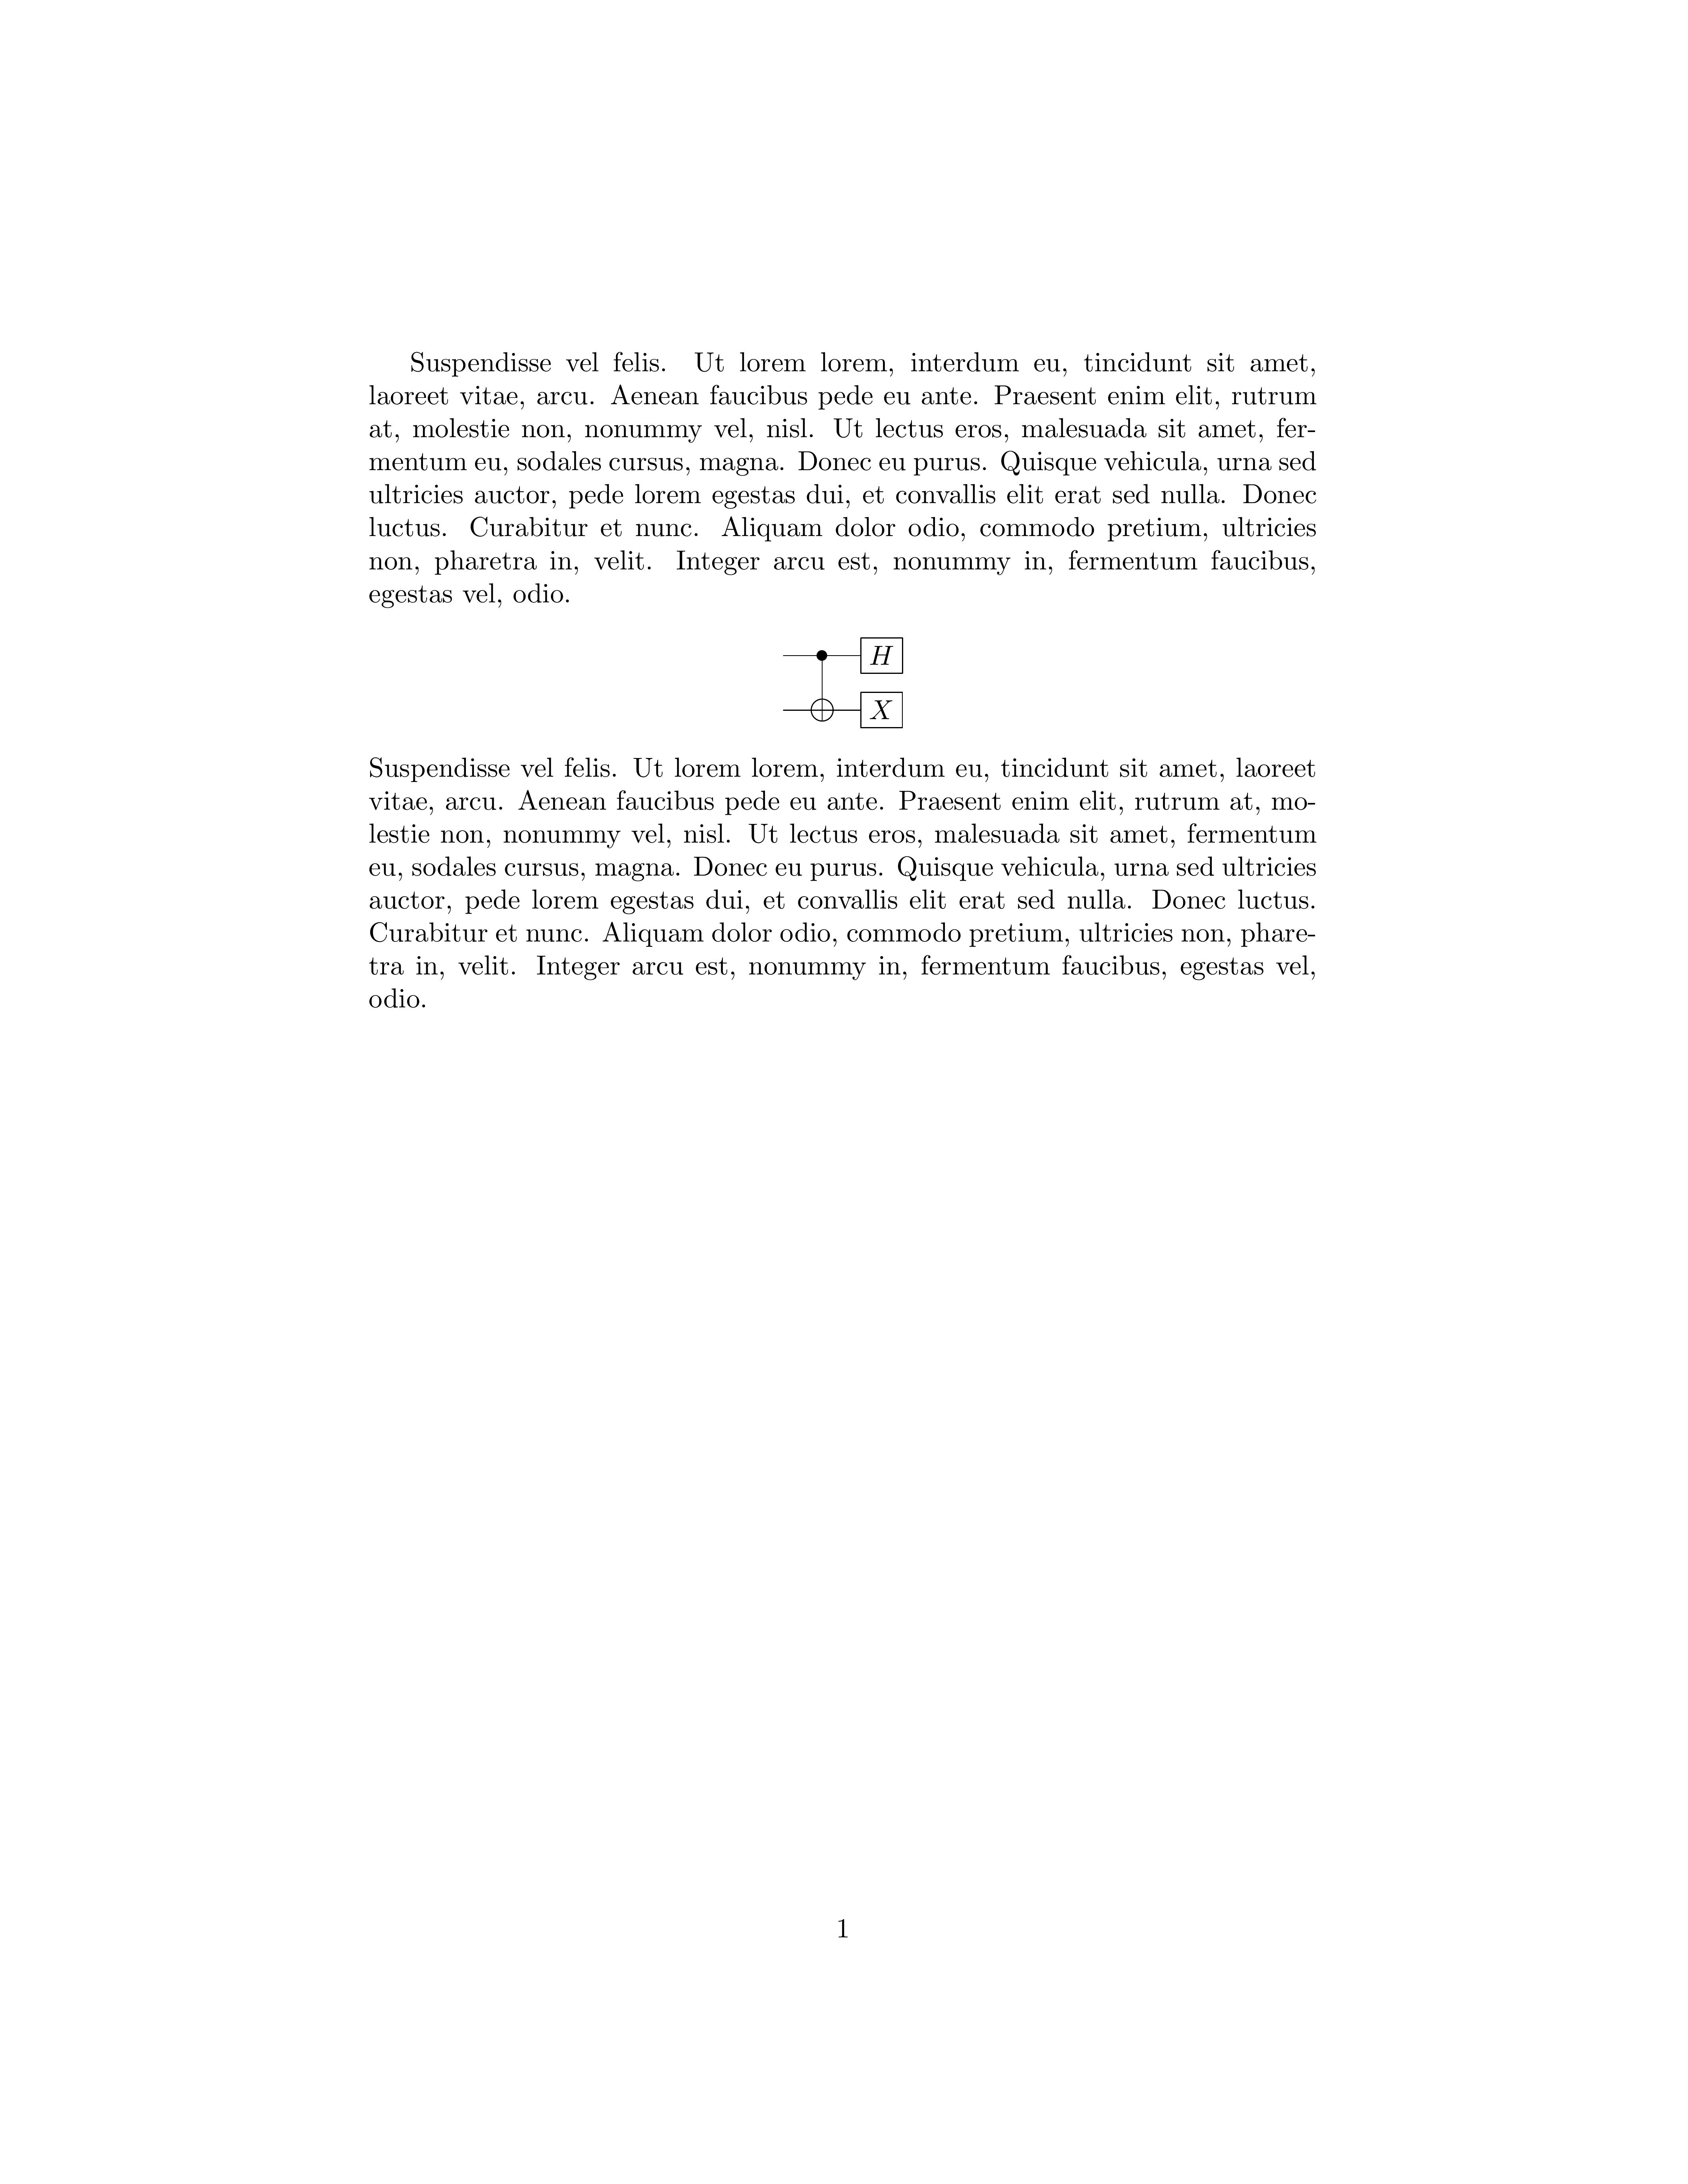 Suspendisse vel felis. Ut lorem lorem, interdum eu, tincidunt sit amet,
laoreet vitae, arcu. Aenean faucibus pede eu ante. Praesent enim elit, rutrum
at, molestie non, nonummy vel, nisl. Ut lectus eros, malesuada sit amet, fer-
mentum eu, sodales cursus, magna. Donec eu purus. Quisque vehicula, urna sed
ultricies auctor, pede lorem egestas dui, et convallis elit erat sed nulla. Donec
luctus. Curabitur et nunc. Aliquam dolor odio, commodo pretium, ultricies
non, pharetra in, velit. Integer arcu est, nonummy in, fermentum faucibus,
egestas vel, odio.
H
X
Suspendisse vel felis. Ut lorem lorem, interdum eu, tincidunt sit amet, laoreet
vitae, arcu. Aenean faucibus pede eu ante. Praesent enim elit, rutrum at, mo-
lestie non, nonummy vel, nisl. Ut lectus eros, malesuada sit amet, fermentum
eu, sodales cursus, magna. Donec eu purus. Quisque vehicula, urna sed ultricies
auctor, pede lorem egestas dui, et convallis elit erat sed nulla. Donec luctus.
Curabitur et nunc. Aliquam dolor odio, commodo pretium, ultricies non, phare-
tra in, velit. Integer arcu est, nonummy in, fermentum faucibus, egestas vel,
odio.
1